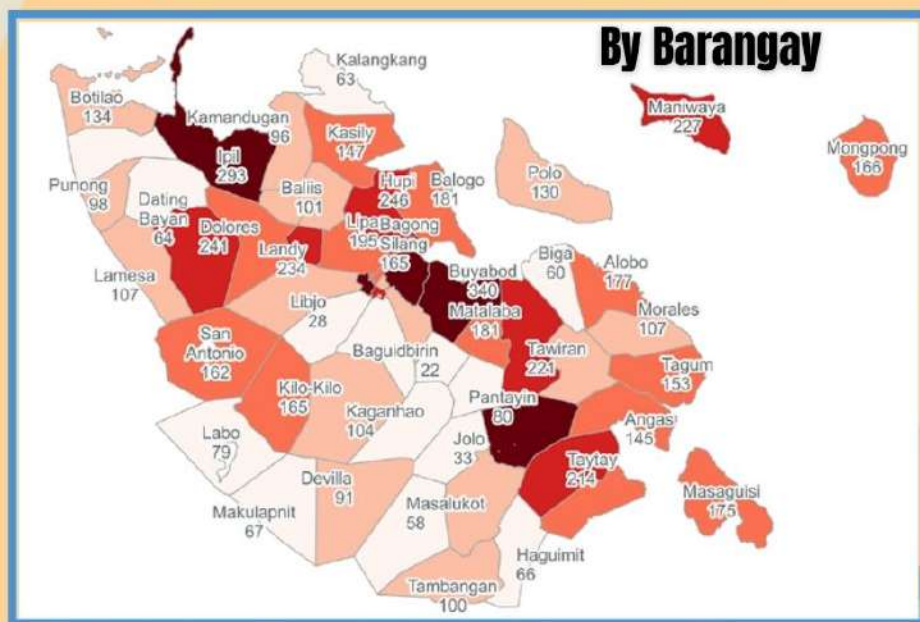 By Barangay
Kalangkang
63
Botilao
134
Kamandugan
96
Kasily
147
Maniwaya
227
Mongpong
166
Ipil
293
Punong
98
Dating
Bayan
64
Baliis
101
Hupi
246
Balogo
181
Polo
130
Dolores
241
Landy
234
Lipa
195
Bagong
Silang
165
Lamesa
107
Buyabod
340
Biga
60
Alobo
177
Libjo
28
Matalaba
181
Morales
107
San
Antonio
162
Baguidbirin
22
Tawiran
221
Tagum
153
Kilo-Kilo
165
Kaganhao
104
Pantayin
80
Angas
145
Labo
79
Jolo
33
Taytay
214
Devilla
91
Makulapnit
67
Masalukot
58
Masaguisi
175
Haguimit
66
Tambangan
100